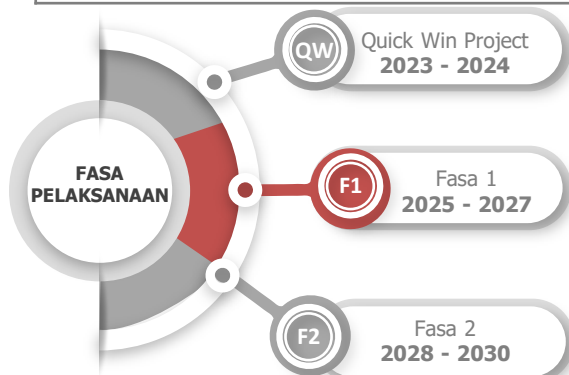 QW
Quick Win Project
2023 - 2024
FASA
PELAKSANAAN
F1
Fasa 1
2025 - 2027
F2
Fasa 2
2028 - 2030